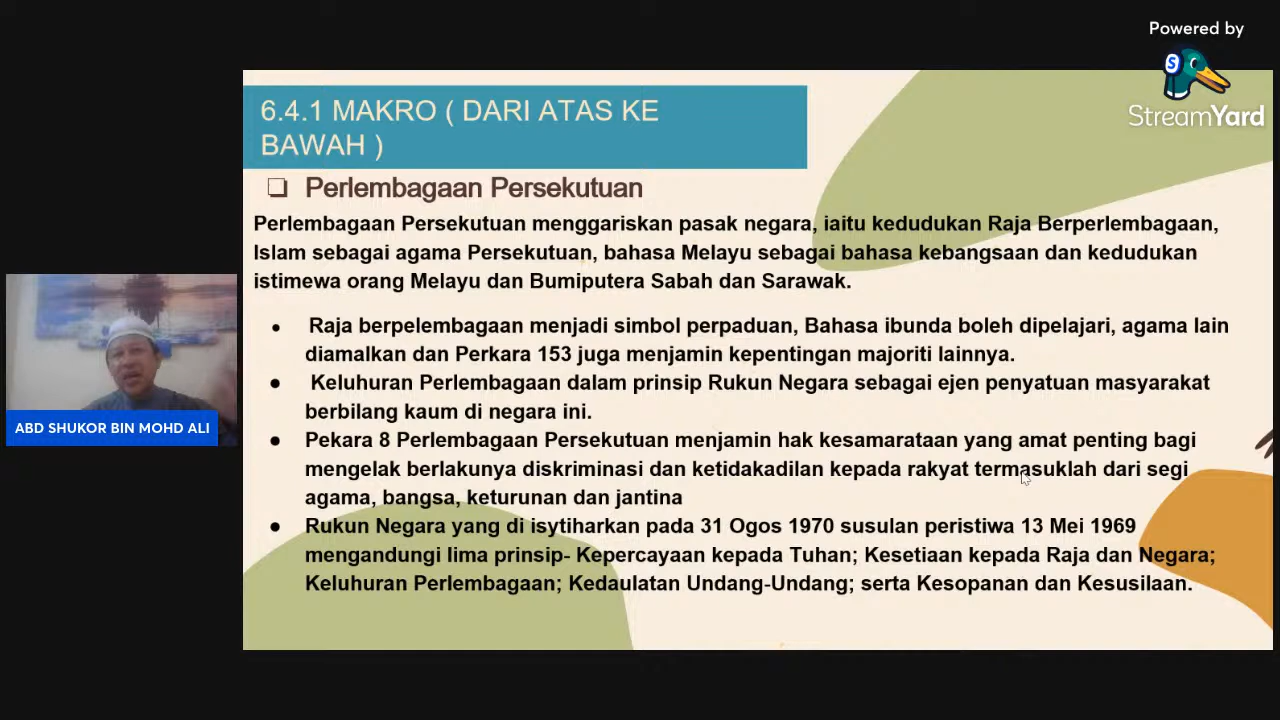 Powered by
StreamYard
6.4.1 MAKRO ( DARI ATAS KE
BAWAH )
❏ Perlembagaan Persekutuan
Perlembagaan Persekutuan menggariskan pasak negara, iaitu kedudukan Raja Berperlembagaan,
Islam sebagai agama Persekutuan, bahasa Melayu sebagai bahasa kebangsaan dan kedudukan
istimewa orang Melayu dan Bumiputera Sabah dan Sarawak.
● Raja berpelembagaan menjadi simbol perpaduan, Bahasa ibunda boleh dipelajari, agama lain
diamalkan dan Perkara 153 juga menjamin kepentingan majoriti lainnya.
● Keluhuran Perlembagaan dalam prinsip Rukun Negara sebagai ejen penyatuan masyarakat
berbilang kaum di negara ini.
● Pekara 8 Perlembagaan Persekutuan menjamin hak kesamarataan yang amat penting bagi
mengelak berlakunya diskriminasi dan ketidakadilan kepada rakyat termasuklah dari segi
agama, bangsa, keturunan dan jantina
● Rukun Negara yang di isytiharkan pada 31 Ogos 1970 susulan peristiwa 13 Mei 1969
mengandungi lima prinsip- Kepercayaan kepada Tuhan; Kesetiaan kepada Raja dan Negara;
Keluhuran Perlembagaan; Kedaulatan Undang-Undang; serta Kesopanan dan Kesusilaan.
ABD SHUKOR BIN MOHD ALI